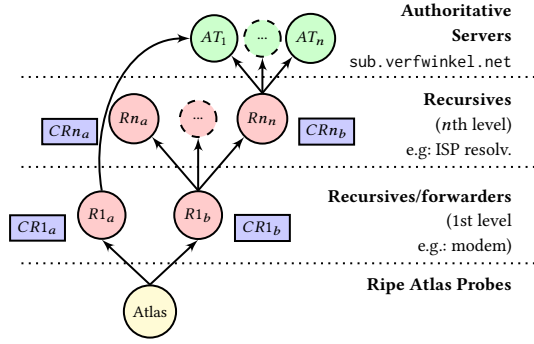 Authoritative
Servers
sub.verfwinkel.net
AT1
...
ATn
Recursives
(nth level)
e.g: ISP resolv.
CRna
Rna
...
Rnn
CRnb
Recursives/forwarders
(1st level
e.g.: modem)
CR1a
R1a
R1b
CR1b
Ripe Atlas Probes
Atlas